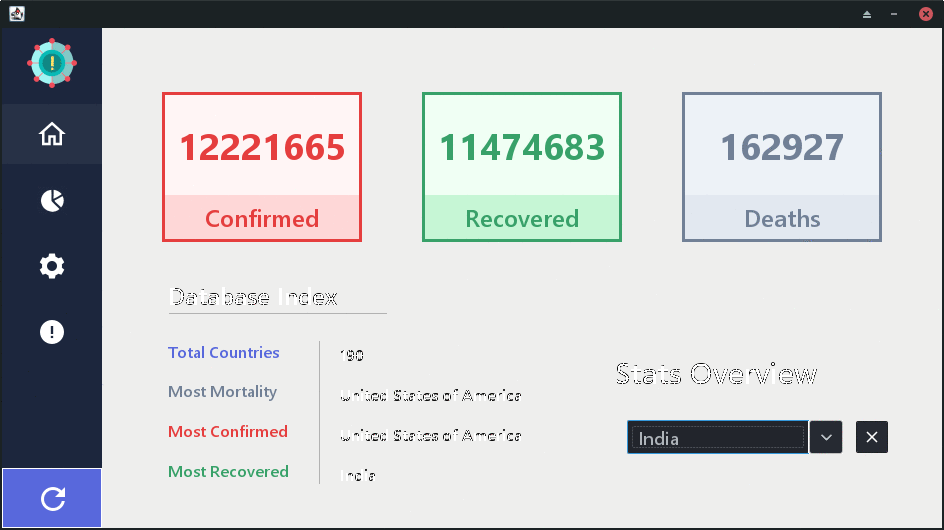 12221665
Confirmed
11474683
Recovered
162927
Deaths
Database Index
Total Countries 190
Most Mortality United States of America
Most Confirmed United States of America
Most Recovered India
Stats Overview
India